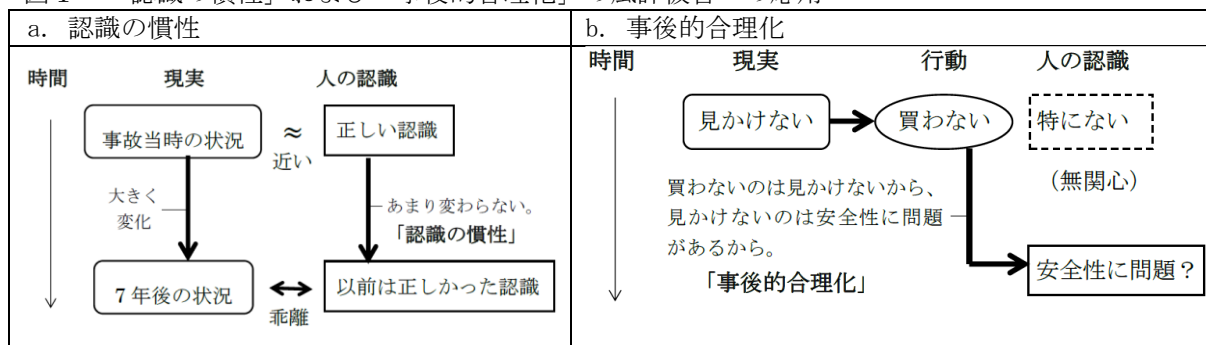 a. 認識の慣性
時間 現実 人の認識
事故当時の状況 ≈ 正しい認識
近い
大きく
変化
あまり変わらない。
「認識の慣性」
7年後の状況 以前は正しかった認識
乖離
b. 事後的合理化
時間 現実 行動 人の認識
見かけない 買わない 特にない
(無関心)
買わないのは見かけないから、
見かけないのは安全性に問題
があるから。
「事後的合理化」
安全性に問題?